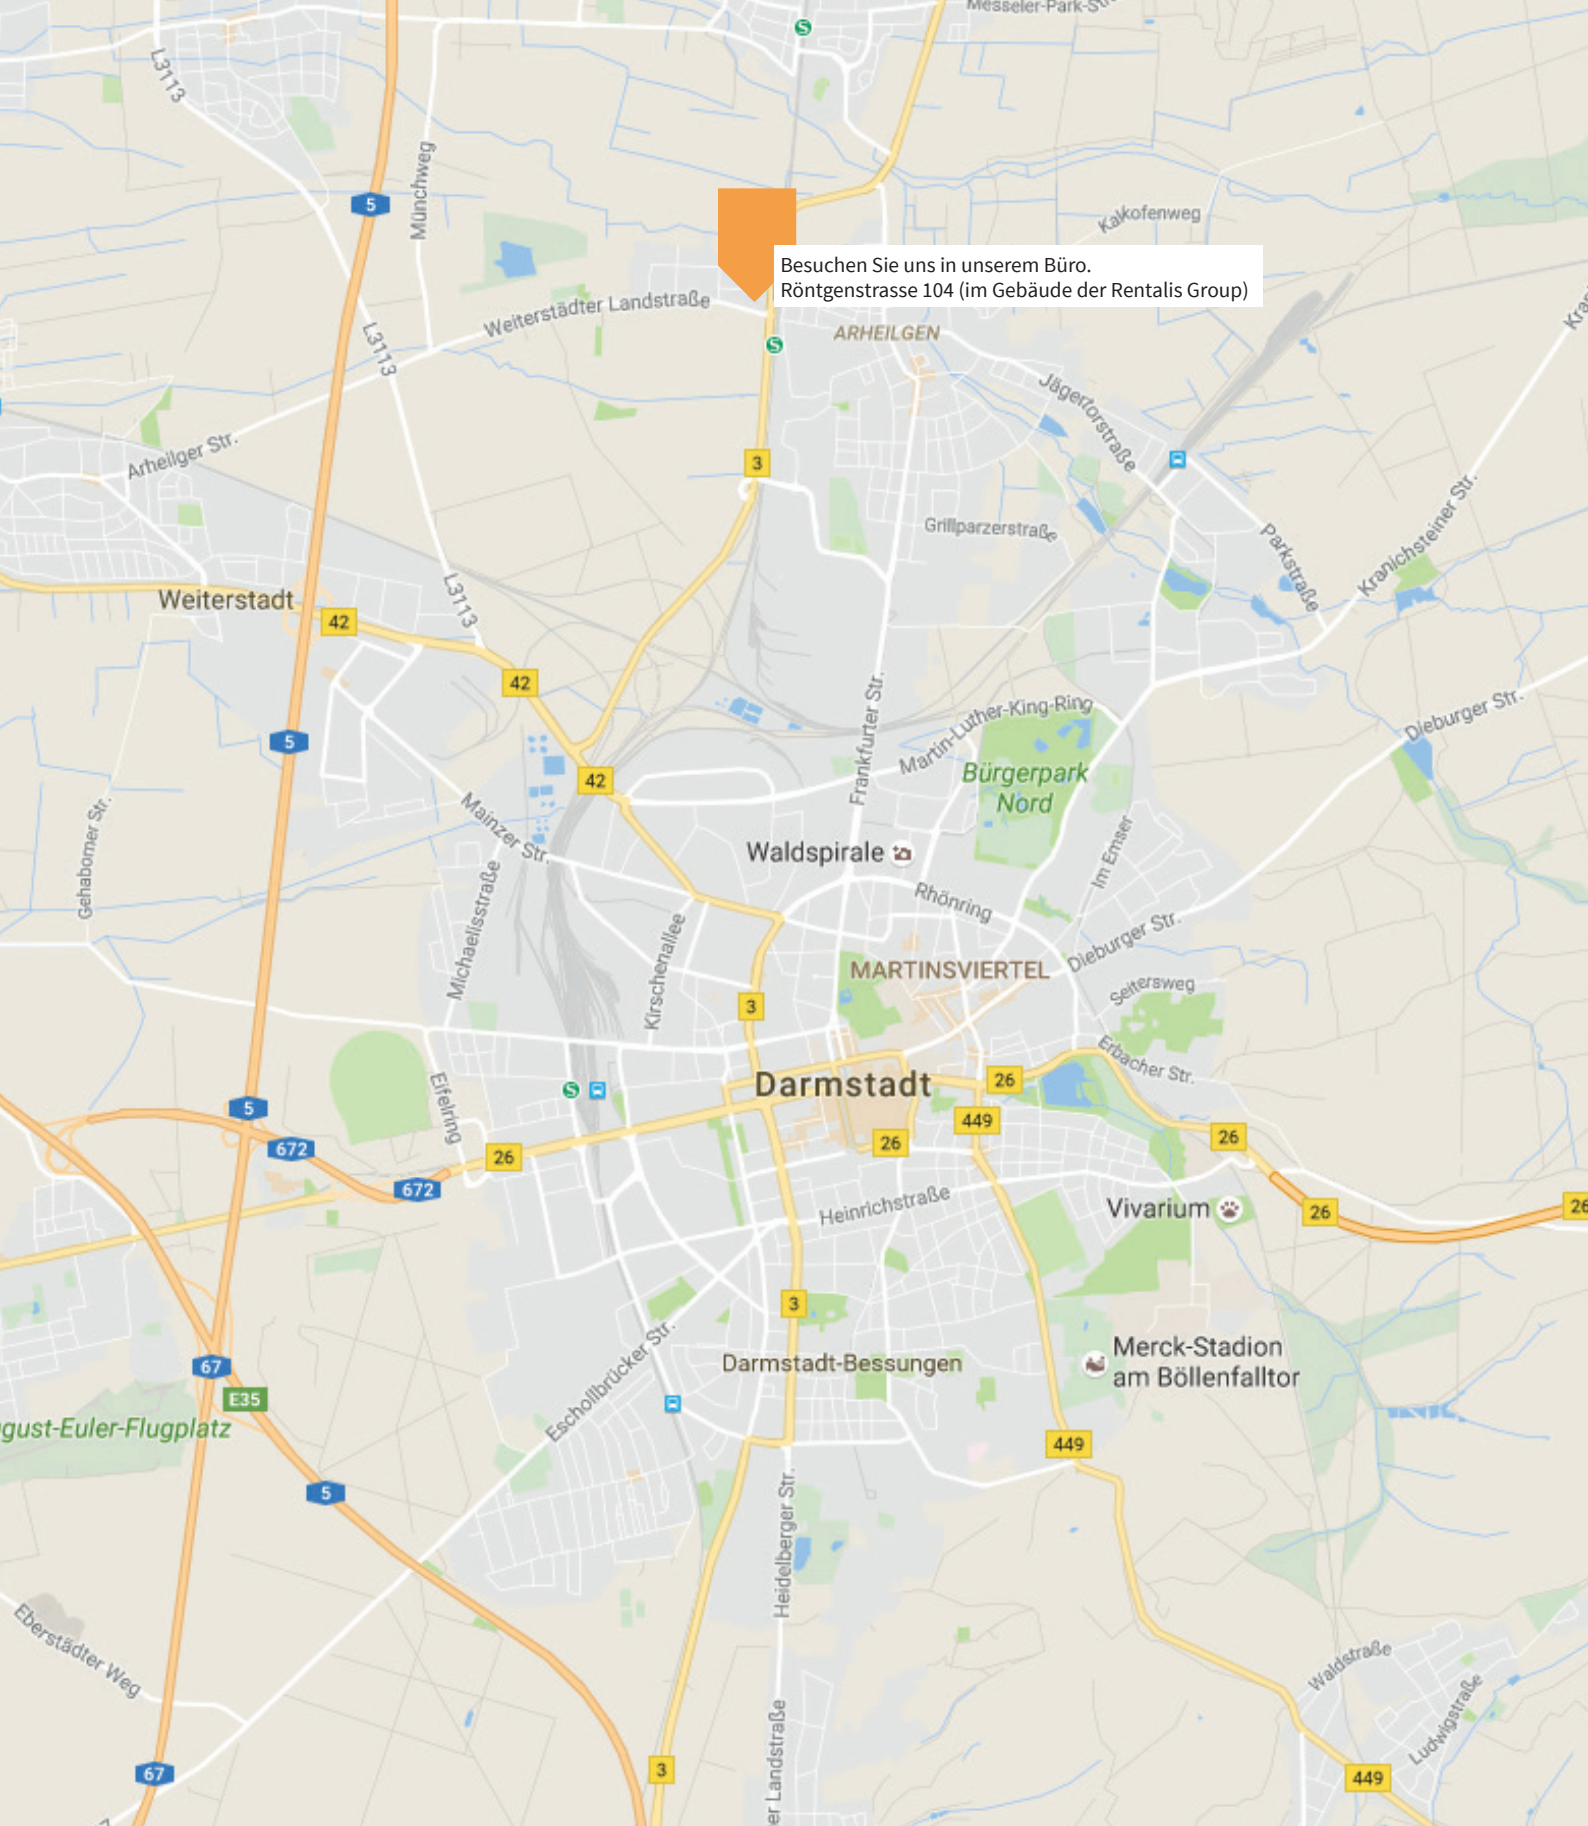 Messeler-Park-Str
L3113
5
Münchweg
Kalkofenweg
Besuchen Sie uns in unserem Büro.
Röntgenstrasse 104 (im Gebäude der Rentalis Group)
Weiterstädter Landstraße
S
S
ARHEILGEN
L3113
Jägertorstraße
Arheilger Str.
3
Grillparzerstraße
Parkstraße
Kranichsteiner Str.
Kra
Weiterstadt
42
L3113
42
5
42
Frankfurter Str.
Martin-Luther-King-Ring
Dieburger Str.
Bürgerpark
Nord
Gehaborner Str.
Mainzer Str.
Waldspirale
Im Emser
Michaelisstraße
Kirschenallee
Rhönring
Dieburger Str.
MARTINSVIERTEL
Seitersweg
3
Erbacher Str.
Darmstadt
26
S
Eifelring
5
672
449
26
26
26
672
Heinrichstraße
Vivarium
26
26
3
Merck-Stadion
am Böllenfalltor
Darmstadt-Bessungen
Eschollbrücker Str.
67
E35
gust-Euler-Flugplatz
449
5
Heidelberger Str.
Eberstädter Weg
Waldstraße
Ludwigstraße
er Landstraße
67
3
449